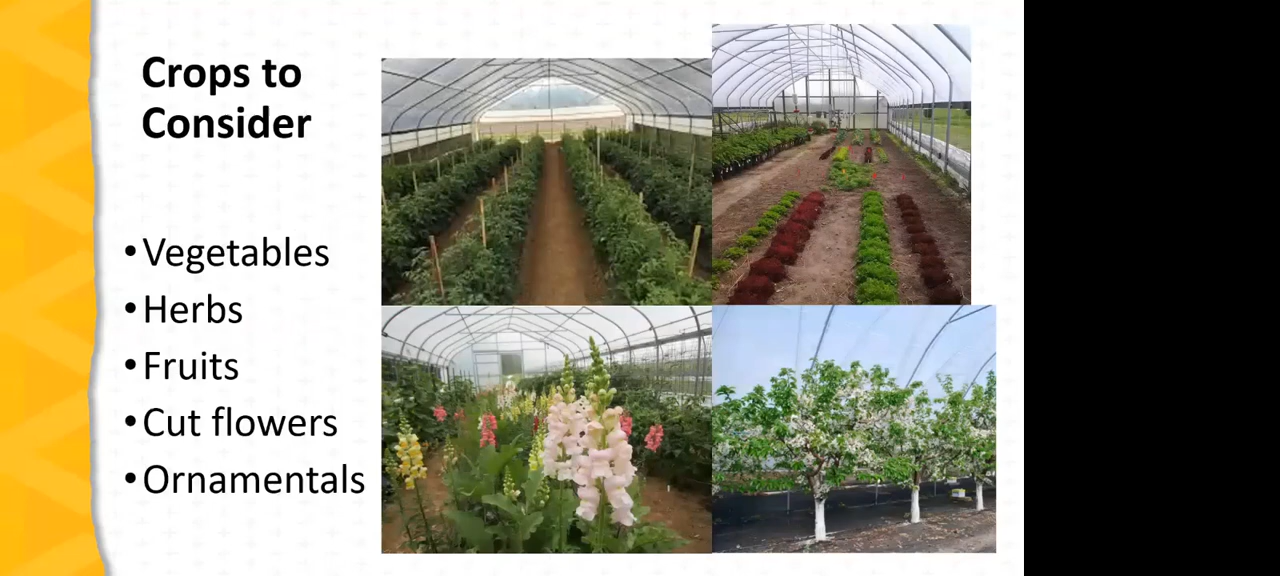 Crops to
Consider
•Vegetables
•Herbs
•Fruits
•Cut flowers
•Ornamentals